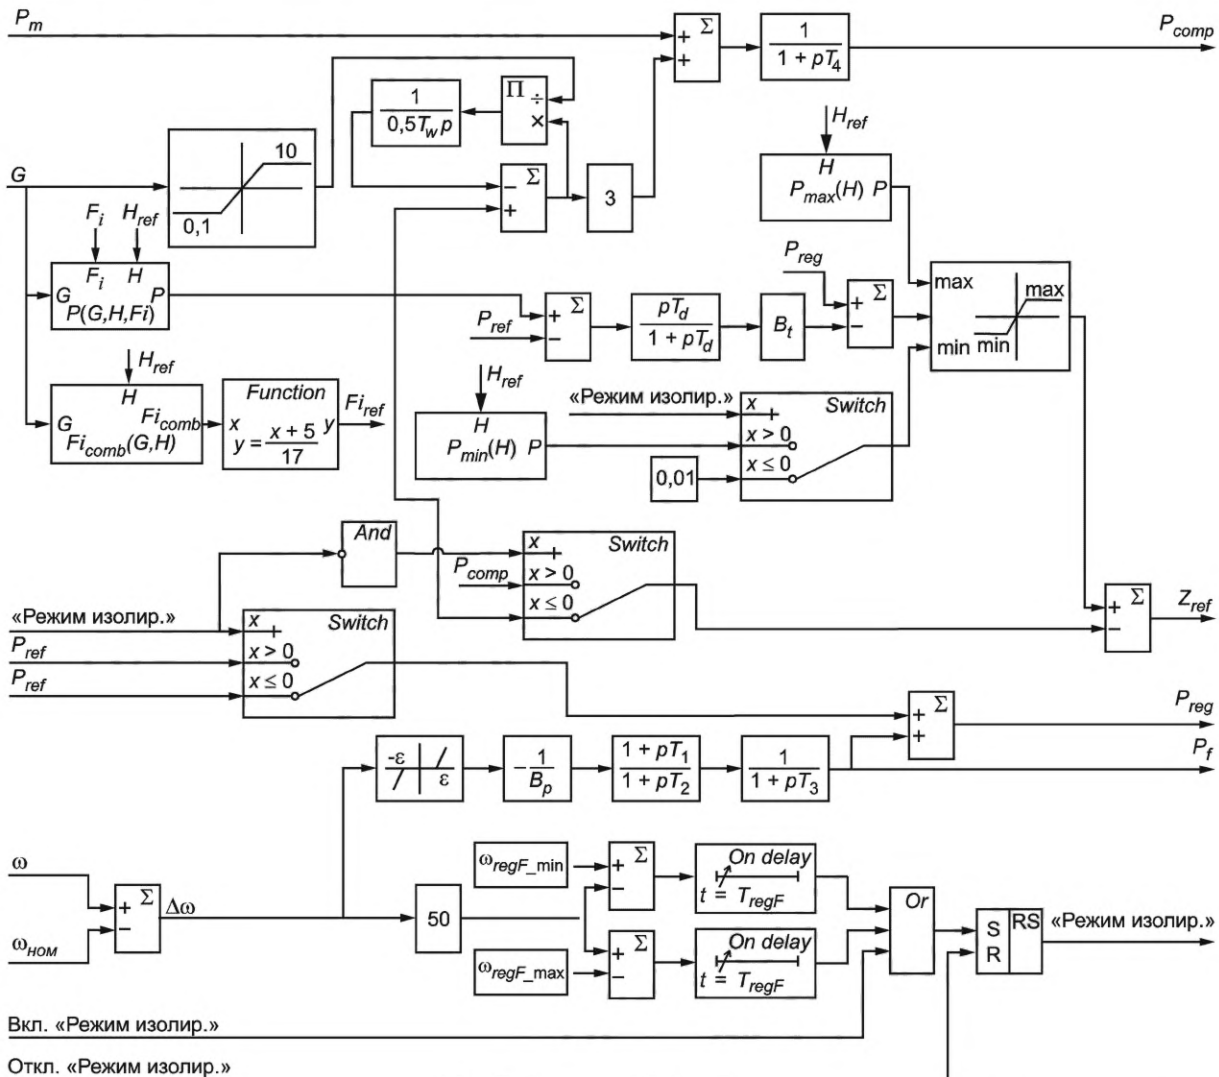 P_m
+
+
Σ
1
1 + pT_4
P_comp
1
0,5T_w p
Π
÷
×
10
0,1
G
−
+
Σ
3
H_ref
H
P_max(H) P
F_i
H_ref
F_i H
G P
P(G,H,Fi)
P_ref
+
−
Σ
pT_d
1 + pT_d
B_t
P_reg
+
−
Σ
max
max
min
min
H_ref
H
G Fi_comb
Fi_comb(G,H)
Function
x y
y = x + 5
17
Fi_ref
H_ref
H
P_min(H) P
«Режим изолир.»
x
Switch
x > 0
x ≤ 0
0,01
And
x
Switch
P_comp
x > 0
x ≤ 0
+
−
Σ
Z_ref
«Режим изолир.»
x
Switch
P_ref
x > 0
P_ref
x ≤ 0
+
+
Σ
P_reg
P_f
-ε
ε
− 1
B_p
1 + pT_1
1 + pT_2
1
1 + pT_3
ω
ω_ном
+
−
Σ
Δω
50
ω_regF_min
+
−
Σ
On delay
t = T_regF
ω_regF_max
+
−
Σ
On delay
t = T_regF
Or
S
R
RS
«Режим изолир.»
Вкл. «Режим изолир.»
Откл. «Режим изолир.»